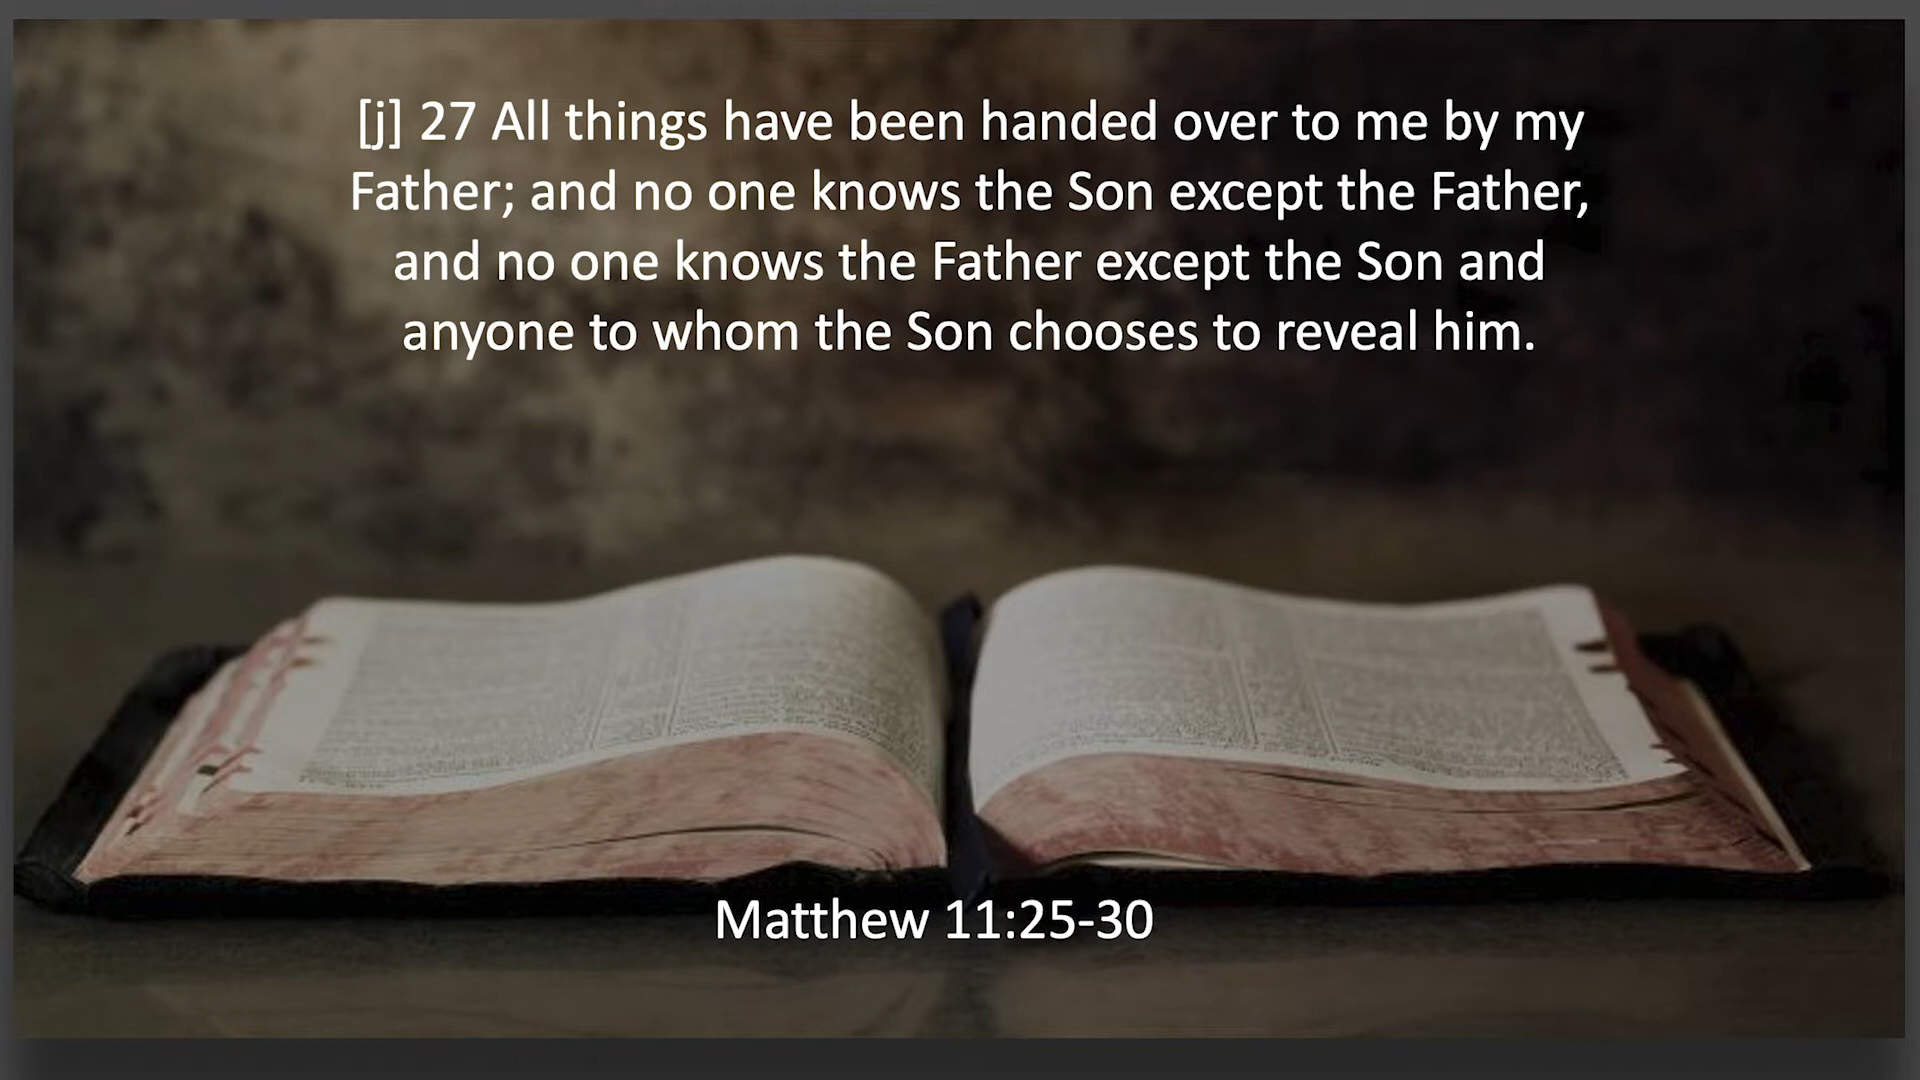 [j] 27 All things have been handed over to me by my
Father; and no one knows the Son except the Father,
and no one knows the Father except the Son and
anyone to whom the Son chooses to reveal him.
Matthew 11:25-30